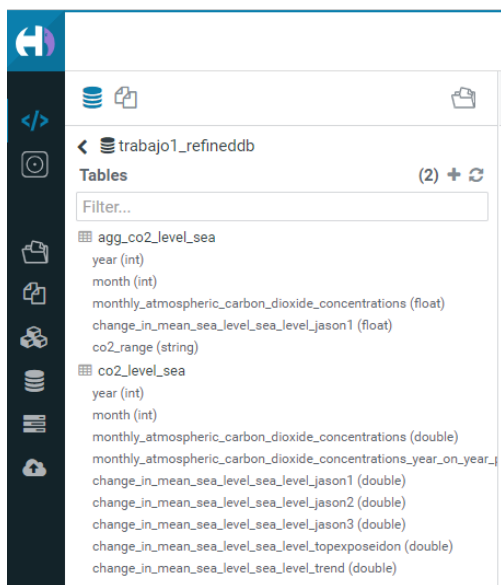 trabajo1_refineddb
Tables (2)
Filter...
agg_co2_level_sea
year (int)
month (int)
monthly_atmospheric_carbon_dioxide_concentrations (float)
change_in_mean_sea_level_sea_level_jason1 (float)
co2_range (string)
co2_level_sea
year (int)
month (int)
monthly_atmospheric_carbon_dioxide_concentrations (double)
monthly_atmospheric_carbon_dioxide_concentrations_year_on_year_p
change_in_mean_sea_level_sea_level_jason1 (double)
change_in_mean_sea_level_sea_level_jason2 (double)
change_in_mean_sea_level_sea_level_jason3 (double)
change_in_mean_sea_level_sea_level_topexposeidon (double)
change_in_mean_sea_level_sea_level_trend (double)